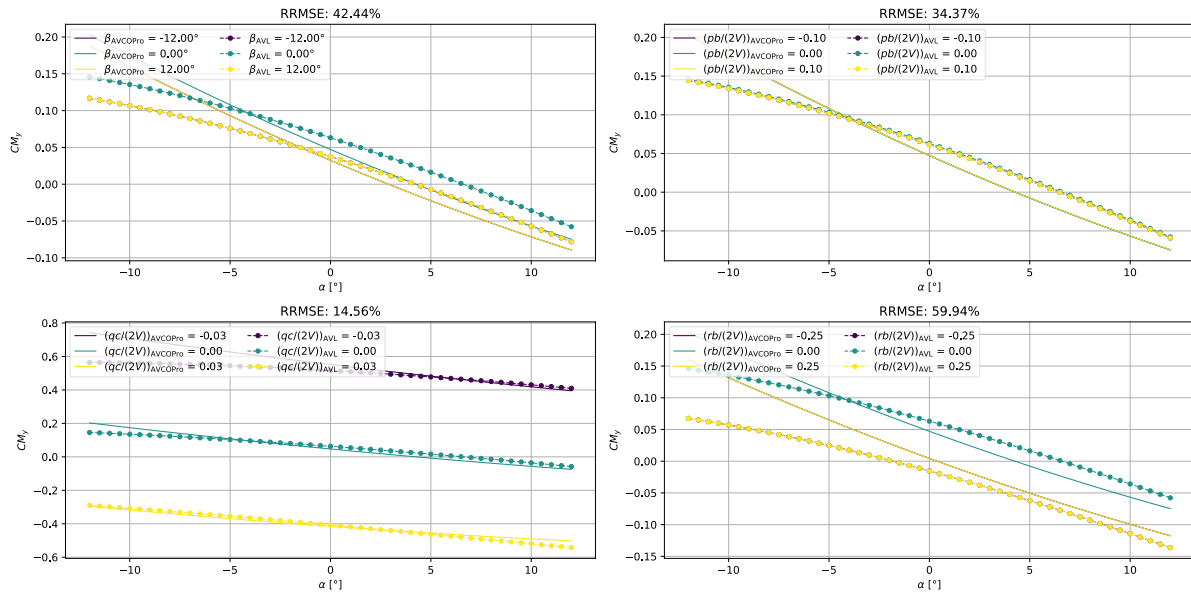 RRMSE: 42.44%
β_AVCOPro = -12.00° β_AVL = -12.00°
β_AVCOPro = 0.00° β_AVL = 0.00°
β_AVCOPro = 12.00° β_AVL = 12.00°
0.20
0.15
0.10
0.05
0.00
−0.05
−0.10
CM_y
−10 −5 0 5 10
α [°]
RRMSE: 34.37%
(pb/(2V))_AVCOPro = -0.10 (pb/(2V))_AVL = -0.10
(pb/(2V))_AVCOPro = 0.00 (pb/(2V))_AVL = 0.00
(pb/(2V))_AVCOPro = 0.10 (pb/(2V))_AVL = 0.10
0.20
0.15
0.10
0.05
0.00
−0.05
CM_y
−10 −5 0 5 10
α [°]
RRMSE: 14.56%
(qc/(2V))_AVCOPro = -0.03 (qc/(2V))_AVL = -0.03
(qc/(2V))_AVCOPro = 0.00 (qc/(2V))_AVL = 0.00
(qc/(2V))_AVCOPro = 0.03 (qc/(2V))_AVL = 0.03
0.8
0.6
0.4
0.2
0.0
−0.2
−0.4
−0.6
CM_y
−10 −5 0 5 10
α [°]
RRMSE: 59.94%
(rb/(2V))_AVCOPro = -0.25 (rb/(2V))_AVL = -0.25
(rb/(2V))_AVCOPro = 0.00 (rb/(2V))_AVL = 0.00
(rb/(2V))_AVCOPro = 0.25 (rb/(2V))_AVL = 0.25
0.20
0.15
0.10
0.05
0.00
−0.05
−0.10
−0.15
CM_y
−10 −5 0 5 10
α [°]